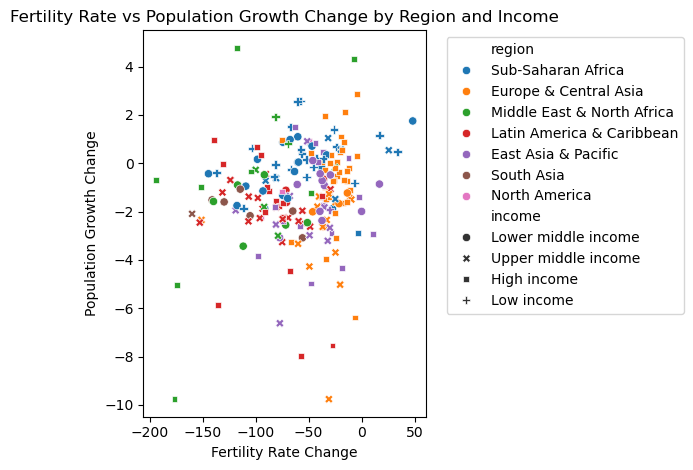 Fertility Rate vs Population Growth Change by Region and Income
region
Sub-Saharan Africa
Europe & Central Asia
Middle East & North Africa
Latin America & Caribbean
East Asia & Pacific
South Asia
North America
income
Lower middle income
Upper middle income
High income
Low income
Population Growth Change
4
2
0
−2
−4
−6
−8
−10
−200
−150
−100
−50
0
50
Fertility Rate Change